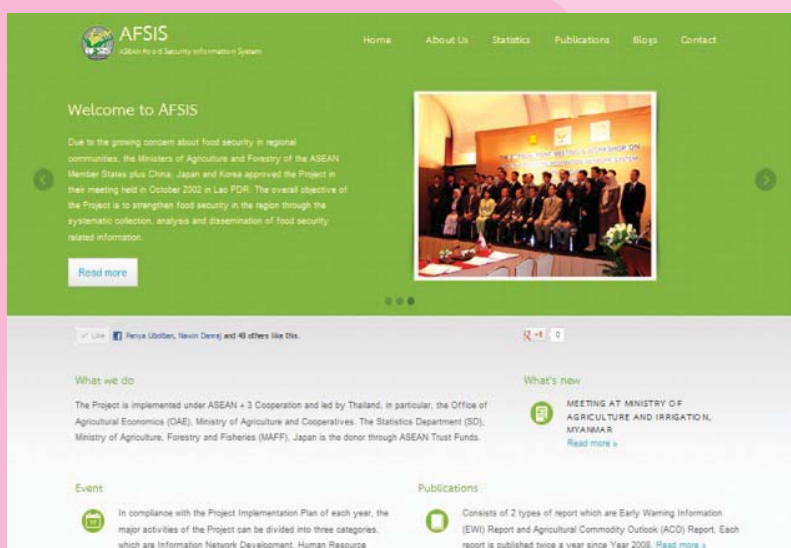 AFSIS
ASEAN Food Security Information System
Home About Us Statistics Publications Blogs Contact
Welcome to AFSIS
Due to the growing concern about food security in regional
communities, the Ministers of Agriculture and Forestry of the ASEAN
Member States plus China, Japan and Korea approved the Project in
their meeting held in October 2002 in Lao PDR. The overall objective of
the Project is to strengthen food security in the region through the
systematic collection, analysis and dissemination of food security
related information.
Read more
THE 2nd FOCAL POINT MEETING & WORKSHOP ON
INFORMATION NETWORK SYSTEM
Like and 48 others like this.
+1 0
What we do
The Project is implemented under ASEAN + 3 Cooperation and led by Thailand, in particular, the Office of
Agricultural Economics (OAE), Ministry of Agriculture and Cooperatives. The Statistics Department (SD),
Ministry of Agriculture, Forestry and Fisheries (MAFF), Japan is the donor through ASEAN Trust Funds.
What's new
MEETING AT MINISTRY OF
AGRICULTURE AND IRRIGATION,
MYANMAR
Read more »
Event
In compliance with the Project Implementation Plan of each year, the
major activities of the Project can be divided into three categories,
which are Information Network Development, Human Resource
Publications
Consists of 2 types of report which are Early Warning Information
(EWI) Report and Agricultural Commodity Outlook (ACO) Report. Each
report is published twice a year since Year 2008. Read more »